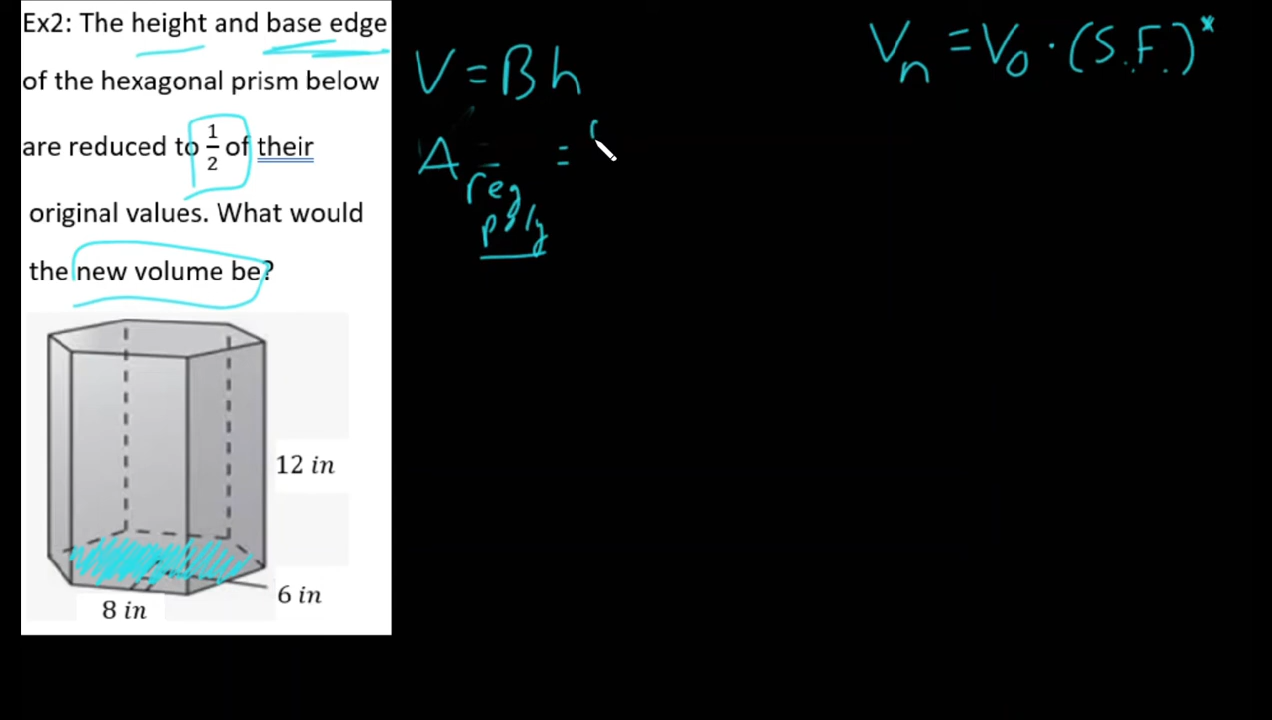 Ex2: The height and base edge
of the hexagonal prism below
are reduced to 1/2 of their
original values. What would
the new volume be?
12 in
6 in
8 in
V = Bh
A reg poly =
Vn = Vo · (S.F.)*